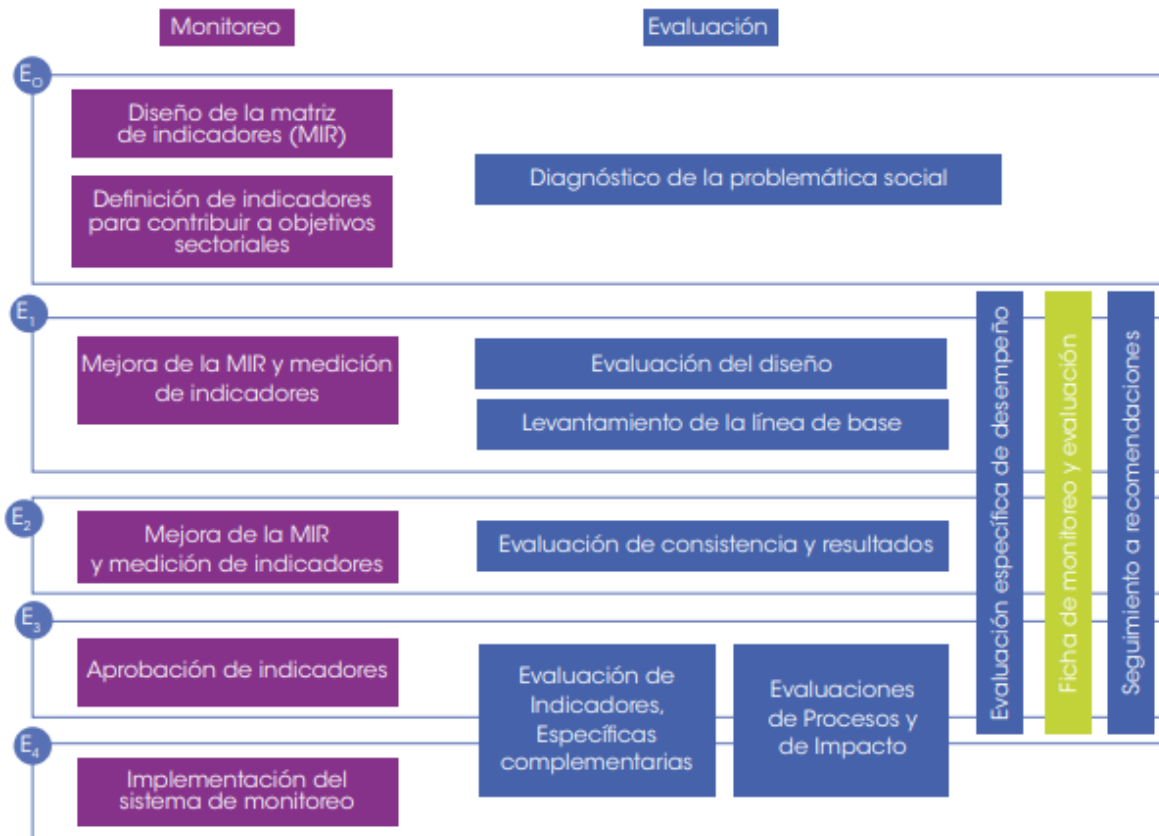 Monitoreo
Evaluación
E0
Diseño de la matriz
de indicadores (MIR)
Definición de indicadores
para contribuir a objetivos
sectoriales
Diagnóstico de la problemática social
E1
Mejora de la MIR y medición
de indicadores
Evaluación del diseño
Levantamiento de la línea de base
E2
Mejora de la MIR
y medición de indicadores
Evaluación de consistencia y resultados
E3
Aprobación de indicadores
Evaluación de
Indicadores,
Específicas
complementarias
Evaluaciones
de Procesos y
de Impacto
E4
Implementación del
sistema de monitoreo
Evaluación específica de desempeño
Ficha de monitoreo y evaluación
Seguimiento a recomendaciones